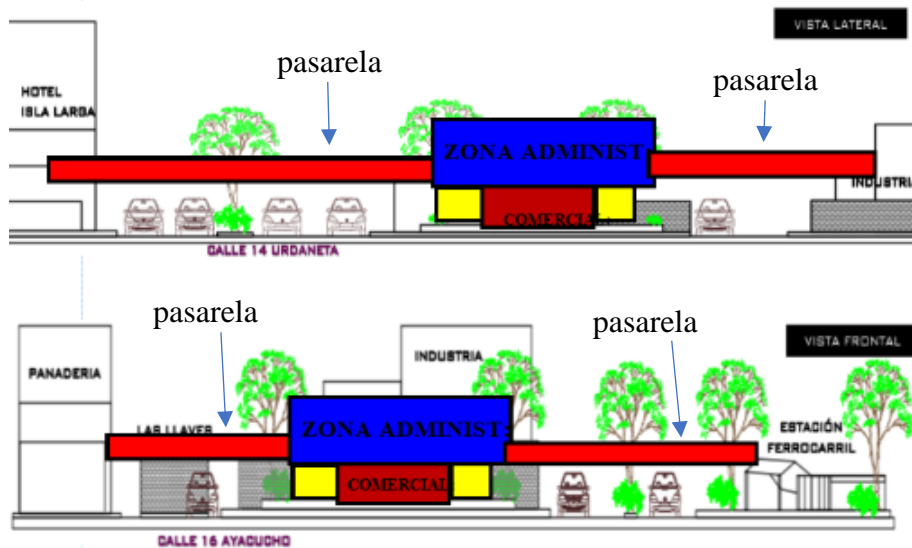 VISTA LATERAL
pasarela
pasarela
HOTEL
ISLA LARGA
ZONA ADMINIST
INDUSTRIA
COMERCIAL
CALLE 14 URDANETA
pasarela
pasarela
VISTA FRONTAL
INDUSTRIA
PANADERIA
LAS LLAVES
ZONA ADMINIST
ESTACIÓN
FERROCARRIL
COMERCIAL
CALLE 16 AYACUCHO